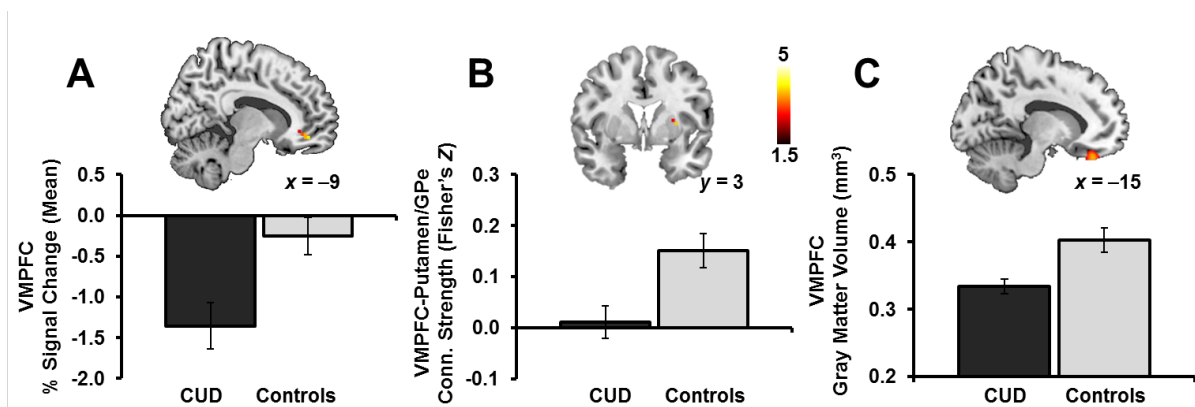 A
x = –9
VMPFC
% Signal Change (Mean)
0.5
0.0
-0.5
-1.0
-1.5
-2.0
CUD
Controls
B
5
1.5
y = 3
VMPFC-Putamen/GPe
Conn. Strength (Fisher's Z)
0.3
0.2
0.1
0.0
-0.1
CUD
Controls
C
x = –15
VMPFC
Gray Matter Volume (mm³)
0.5
0.4
0.3
0.2
CUD
Controls